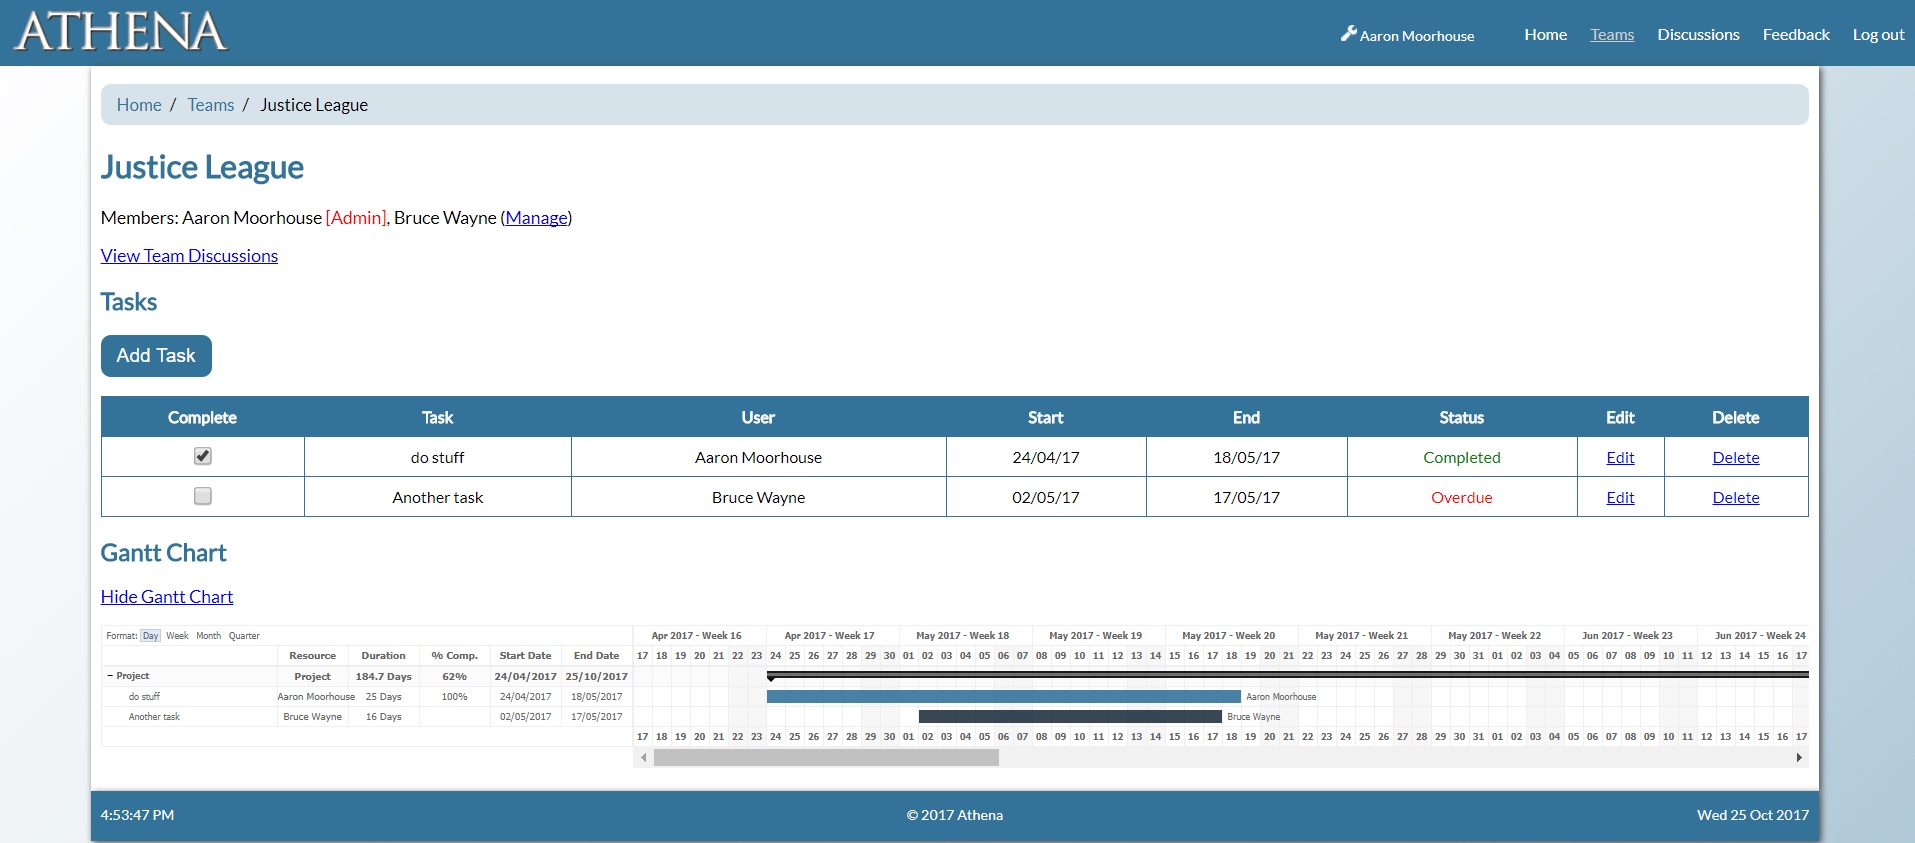 ATHENA
Aaron Moorhouse Home Teams Discussions Feedback Log out
Home / Teams / Justice League
Justice League
Members: Aaron Moorhouse [Admin], Bruce Wayne (Manage)
View Team Discussions
Tasks
Add Task
Complete Task User Start End Status Edit Delete
do stuff Aaron Moorhouse 24/04/17 18/05/17 Completed Edit Delete
Another task Bruce Wayne 02/05/17 17/05/17 Overdue Edit Delete
Gantt Chart
Hide Gantt Chart
Format: Day Week Month Quarter Apr 2017 - Week 16 Apr 2017 - Week 17 May 2017 - Week 18 May 2017 - Week 19 May 2017 - Week 20 May 2017 - Week 21 May 2017 - Week 22 Jun 2017 - Week 23 Jun 2017 - Week 24
Resource Duration % Comp. Start Date End Date 17 18 19 20 21 22 23 24 25 26 27 28 29 30 01 02 03 04 05 06 07 08 09 10 11 12 13 14 15 16 17 18 19 20 21 22 23 24 25 26 27 28 29 30 31 01 02 03 04 05 06 07 08 09 10 11 12 13 14 15 16 17
− Project Project 184.7 Days 62% 24/04/2017 25/10/2017
do stuff Aaron Moorhouse 25 Days 100% 24/04/2017 18/05/2017 Aaron Moorhouse
Another task Bruce Wayne 16 Days 02/05/2017 17/05/2017 Bruce Wayne
17 18 19 20 21 22 23 24 25 26 27 28 29 30 01 02 03 04 05 06 07 08 09 10 11 12 13 14 15 16 17 18 19 20 21 22 23 24 25 26 27 28 29 30 31 01 02 03 04 05 06 07 08 09 10 11 12 13 14 15 16 17
4:53:47 PM © 2017 Athena Wed 25 Oct 2017